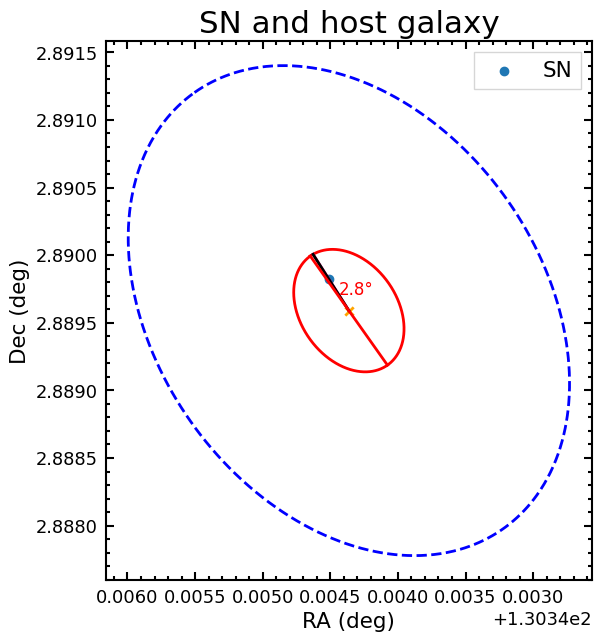 SN and host galaxy
SN
2.8°
Dec (deg)
2.8915
2.8910
2.8905
2.8900
2.8895
2.8890
2.8885
2.8880
0.0060 0.0055 0.0050 0.0045 0.0040 0.0035 0.0030
RA (deg)
+1.3034e2